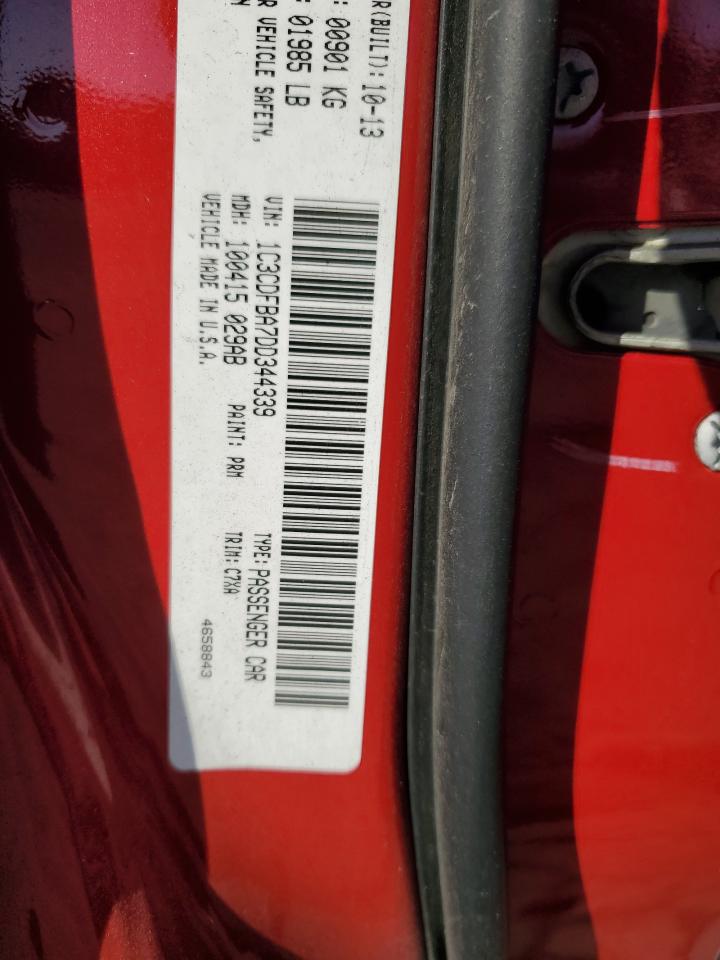 R(BUILT): 10-13
: 00901 KG
: 01985 LB
R VEHICLE SAFETY,
N
VIN: 1C3CDFBA7DD344339
TYPE: PASSENGER CAR
MDH: 100415 029AB
PAINT: PRM
TRIM: C7XA
VEHICLE MADE IN U.S.A.
4658843